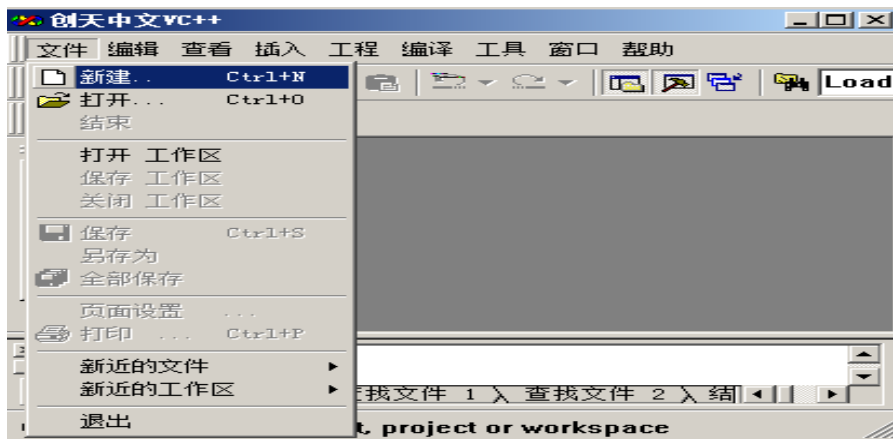 创天中文VC++
文件 编辑 查看 插入 工程 编译 工具 窗口 帮助
新建.. Ctrl+N
打开... Ctrl+O
Load
结束
打开 工作区
保存 工作区
关闭 工作区
保存 Ctrl+S
另存为
全部保存
页面设置 ...
打印 ... Ctrl+P
新近的文件
新近的工作区
查找文件 1 查找文件 2 结
退出
t, project or workspace